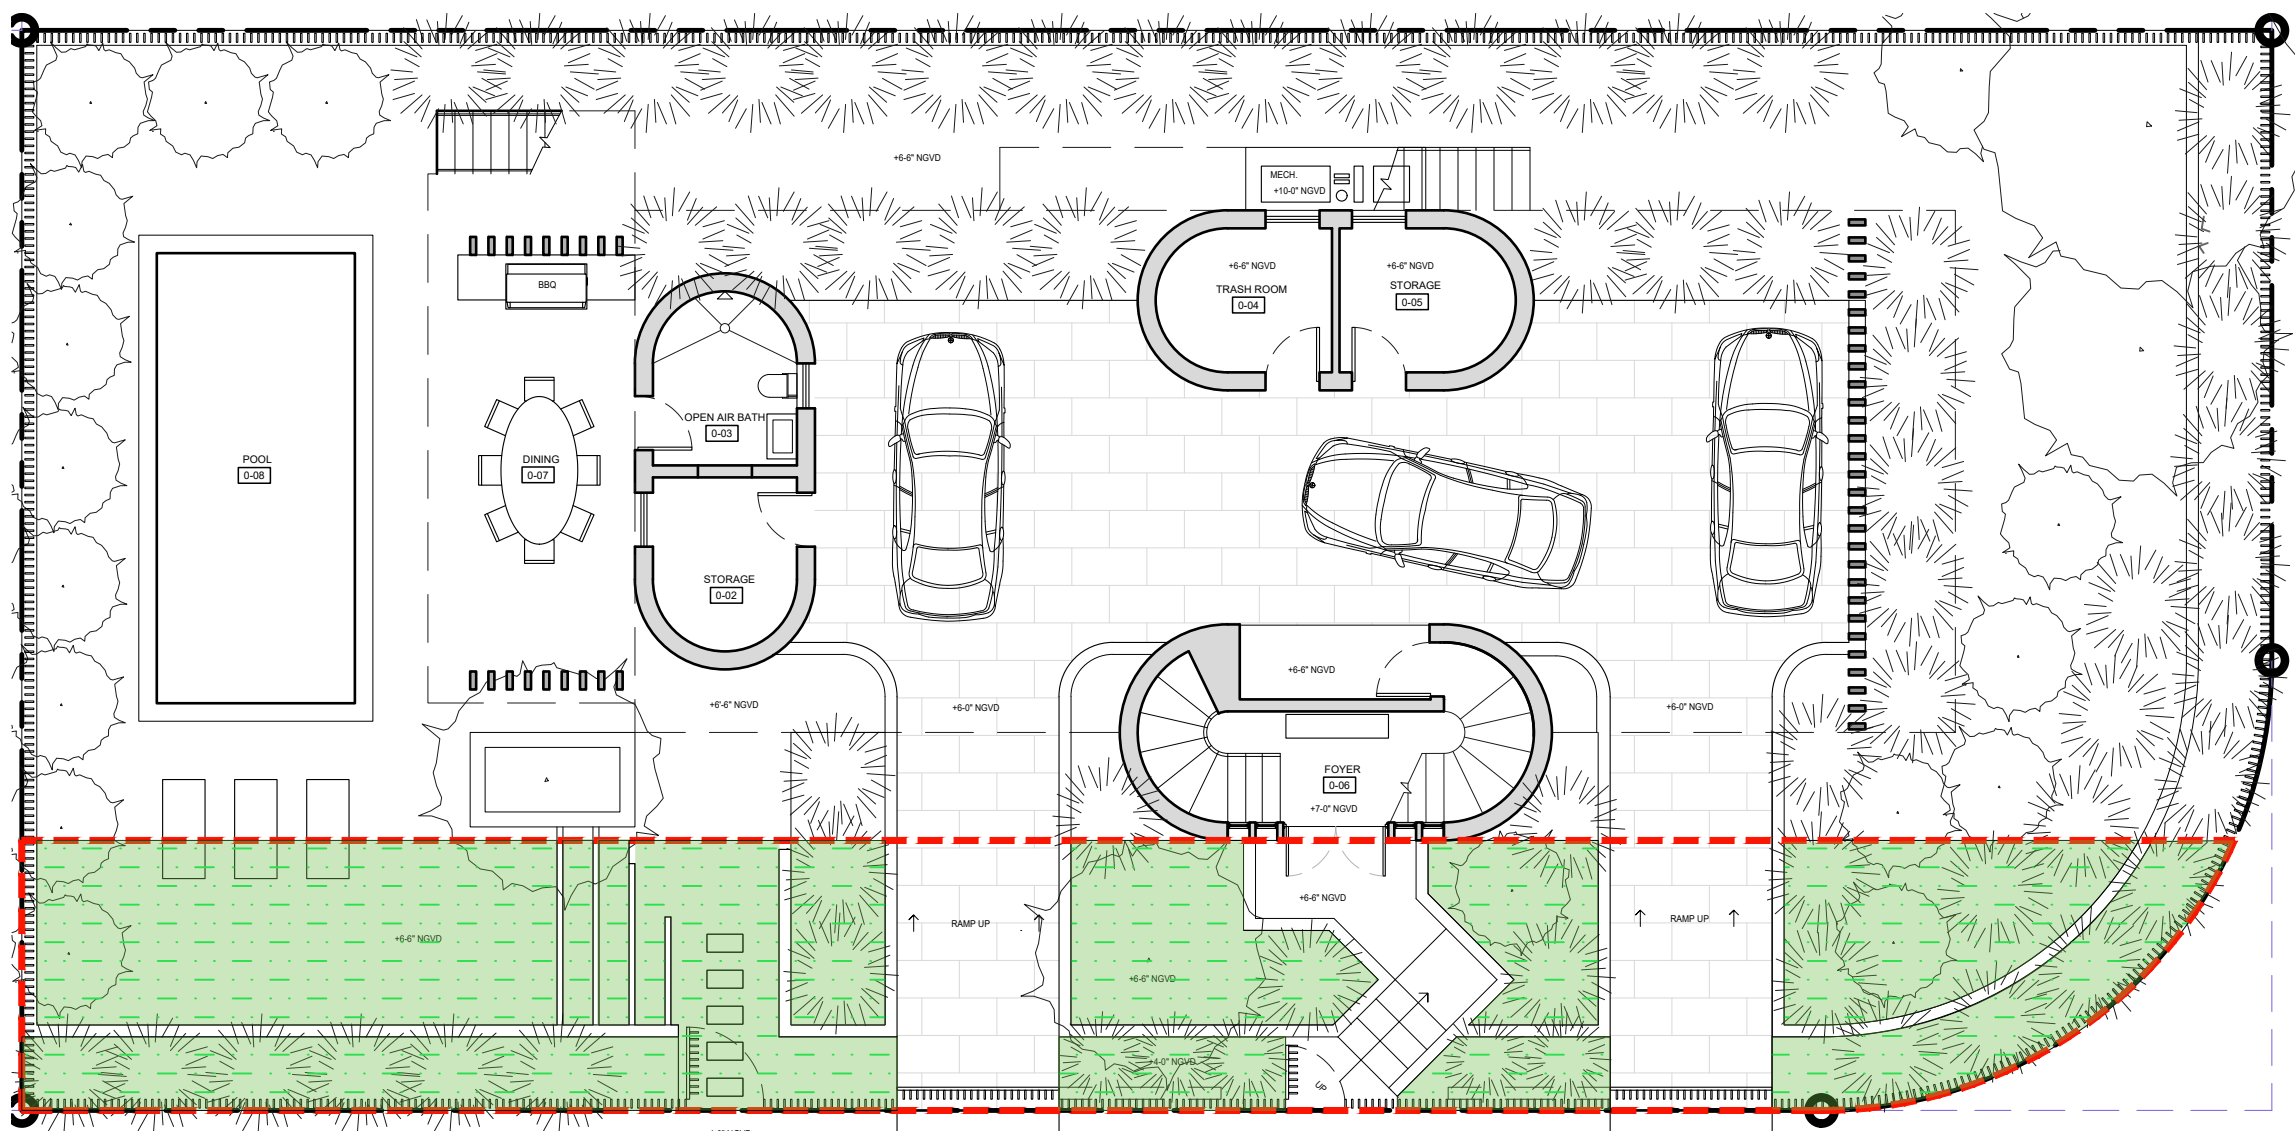 +6-6" NGVD
MECH.
+10-0" NGVD
+6-6" NGVD
TRASH ROOM
0-04
+6-6" NGVD
STORAGE
0-05
BBQ
OPEN AIR BATH
0-03
POOL
0-08
DINING
0-07
STORAGE
0-02
+6'-6" NGVD
+6-0" NGVD
+6-6" NGVD
+6-0" NGVD
FOYER
0-06
+7-0" NGVD
+6-6" NGVD
RAMP UP
+6-6" NGVD
RAMP UP
+6-6" NGVD
+4-0" NGVD
UP